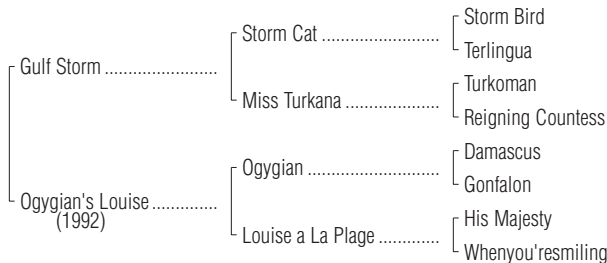 Storm Bird
Storm Cat ........................
Terlingua
Gulf Storm .......................
Turkoman
Miss Turkana ...................
Reigning Countess
Damascus
Ogygian ...........................
Gonfalon
Ogygian's Louise .............
(1992)
His Majesty
Louise a La Plage ............
Whenyou'resmiling